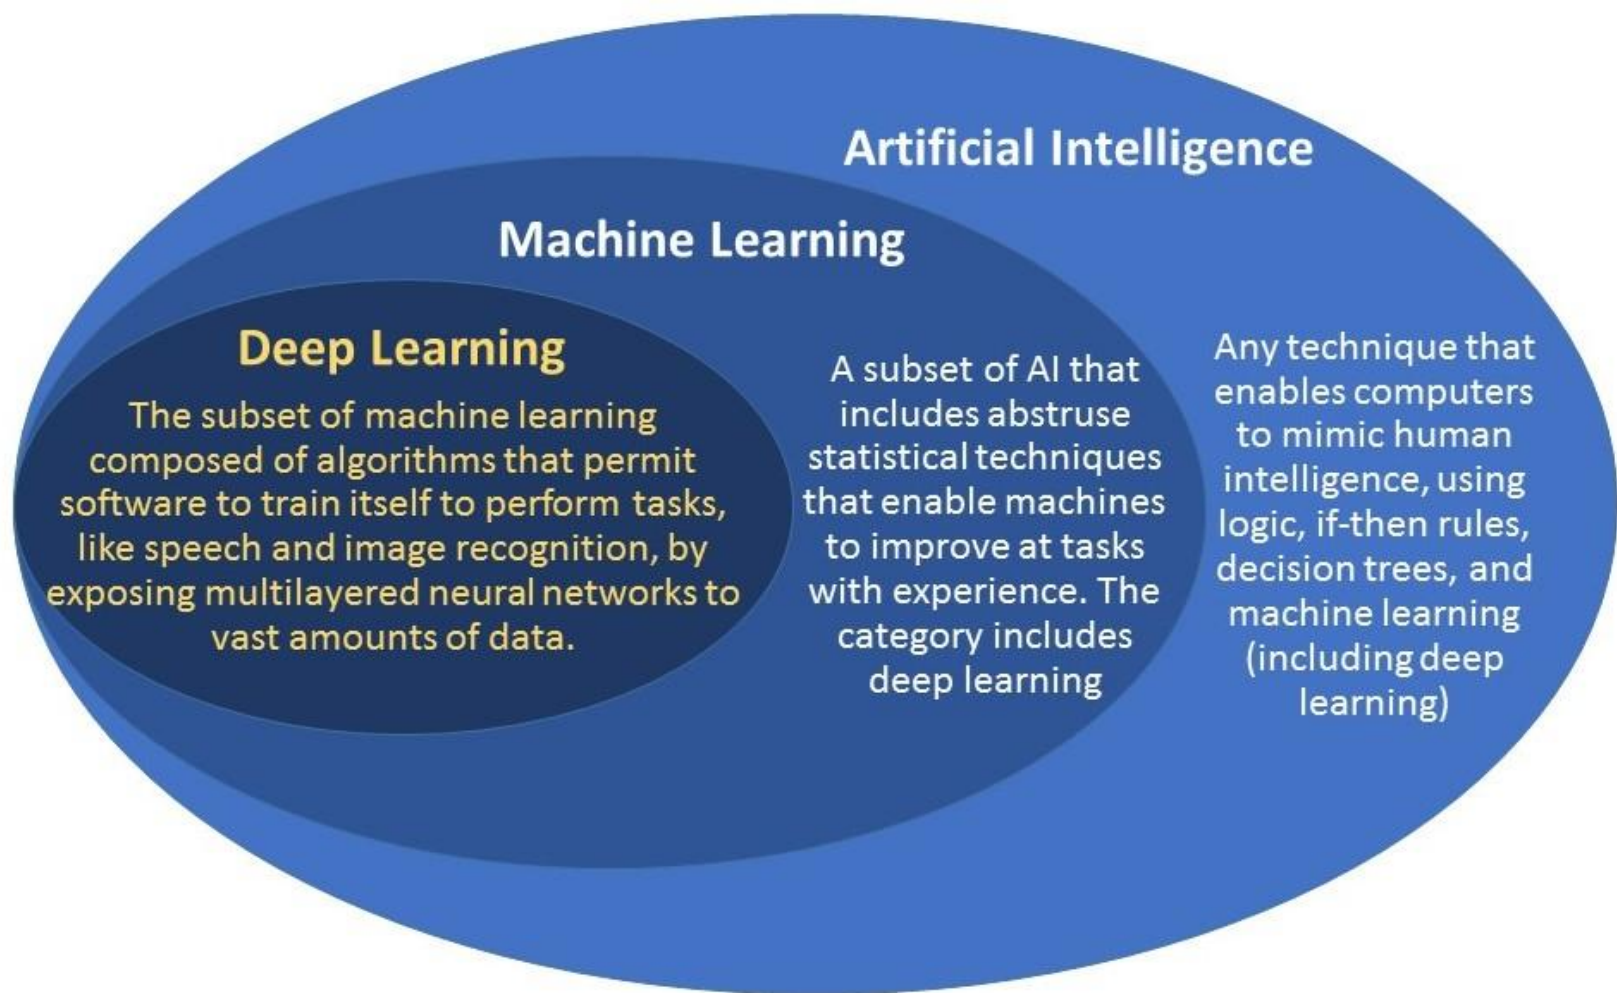 Artificial Intelligence
Machine Learning
Deep Learning
The subset of machine learning
composed of algorithms that permit
software to train itself to perform tasks,
like speech and image recognition, by
exposing multilayered neural networks to
vast amounts of data.
A subset of AI that
includes abstruse
statistical techniques
that enable machines
to improve at tasks
with experience. The
category includes
deep learning
Any technique that
enables computers
to mimic human
intelligence, using
logic, if-then rules,
decision trees, and
machine learning
(including deep
learning)